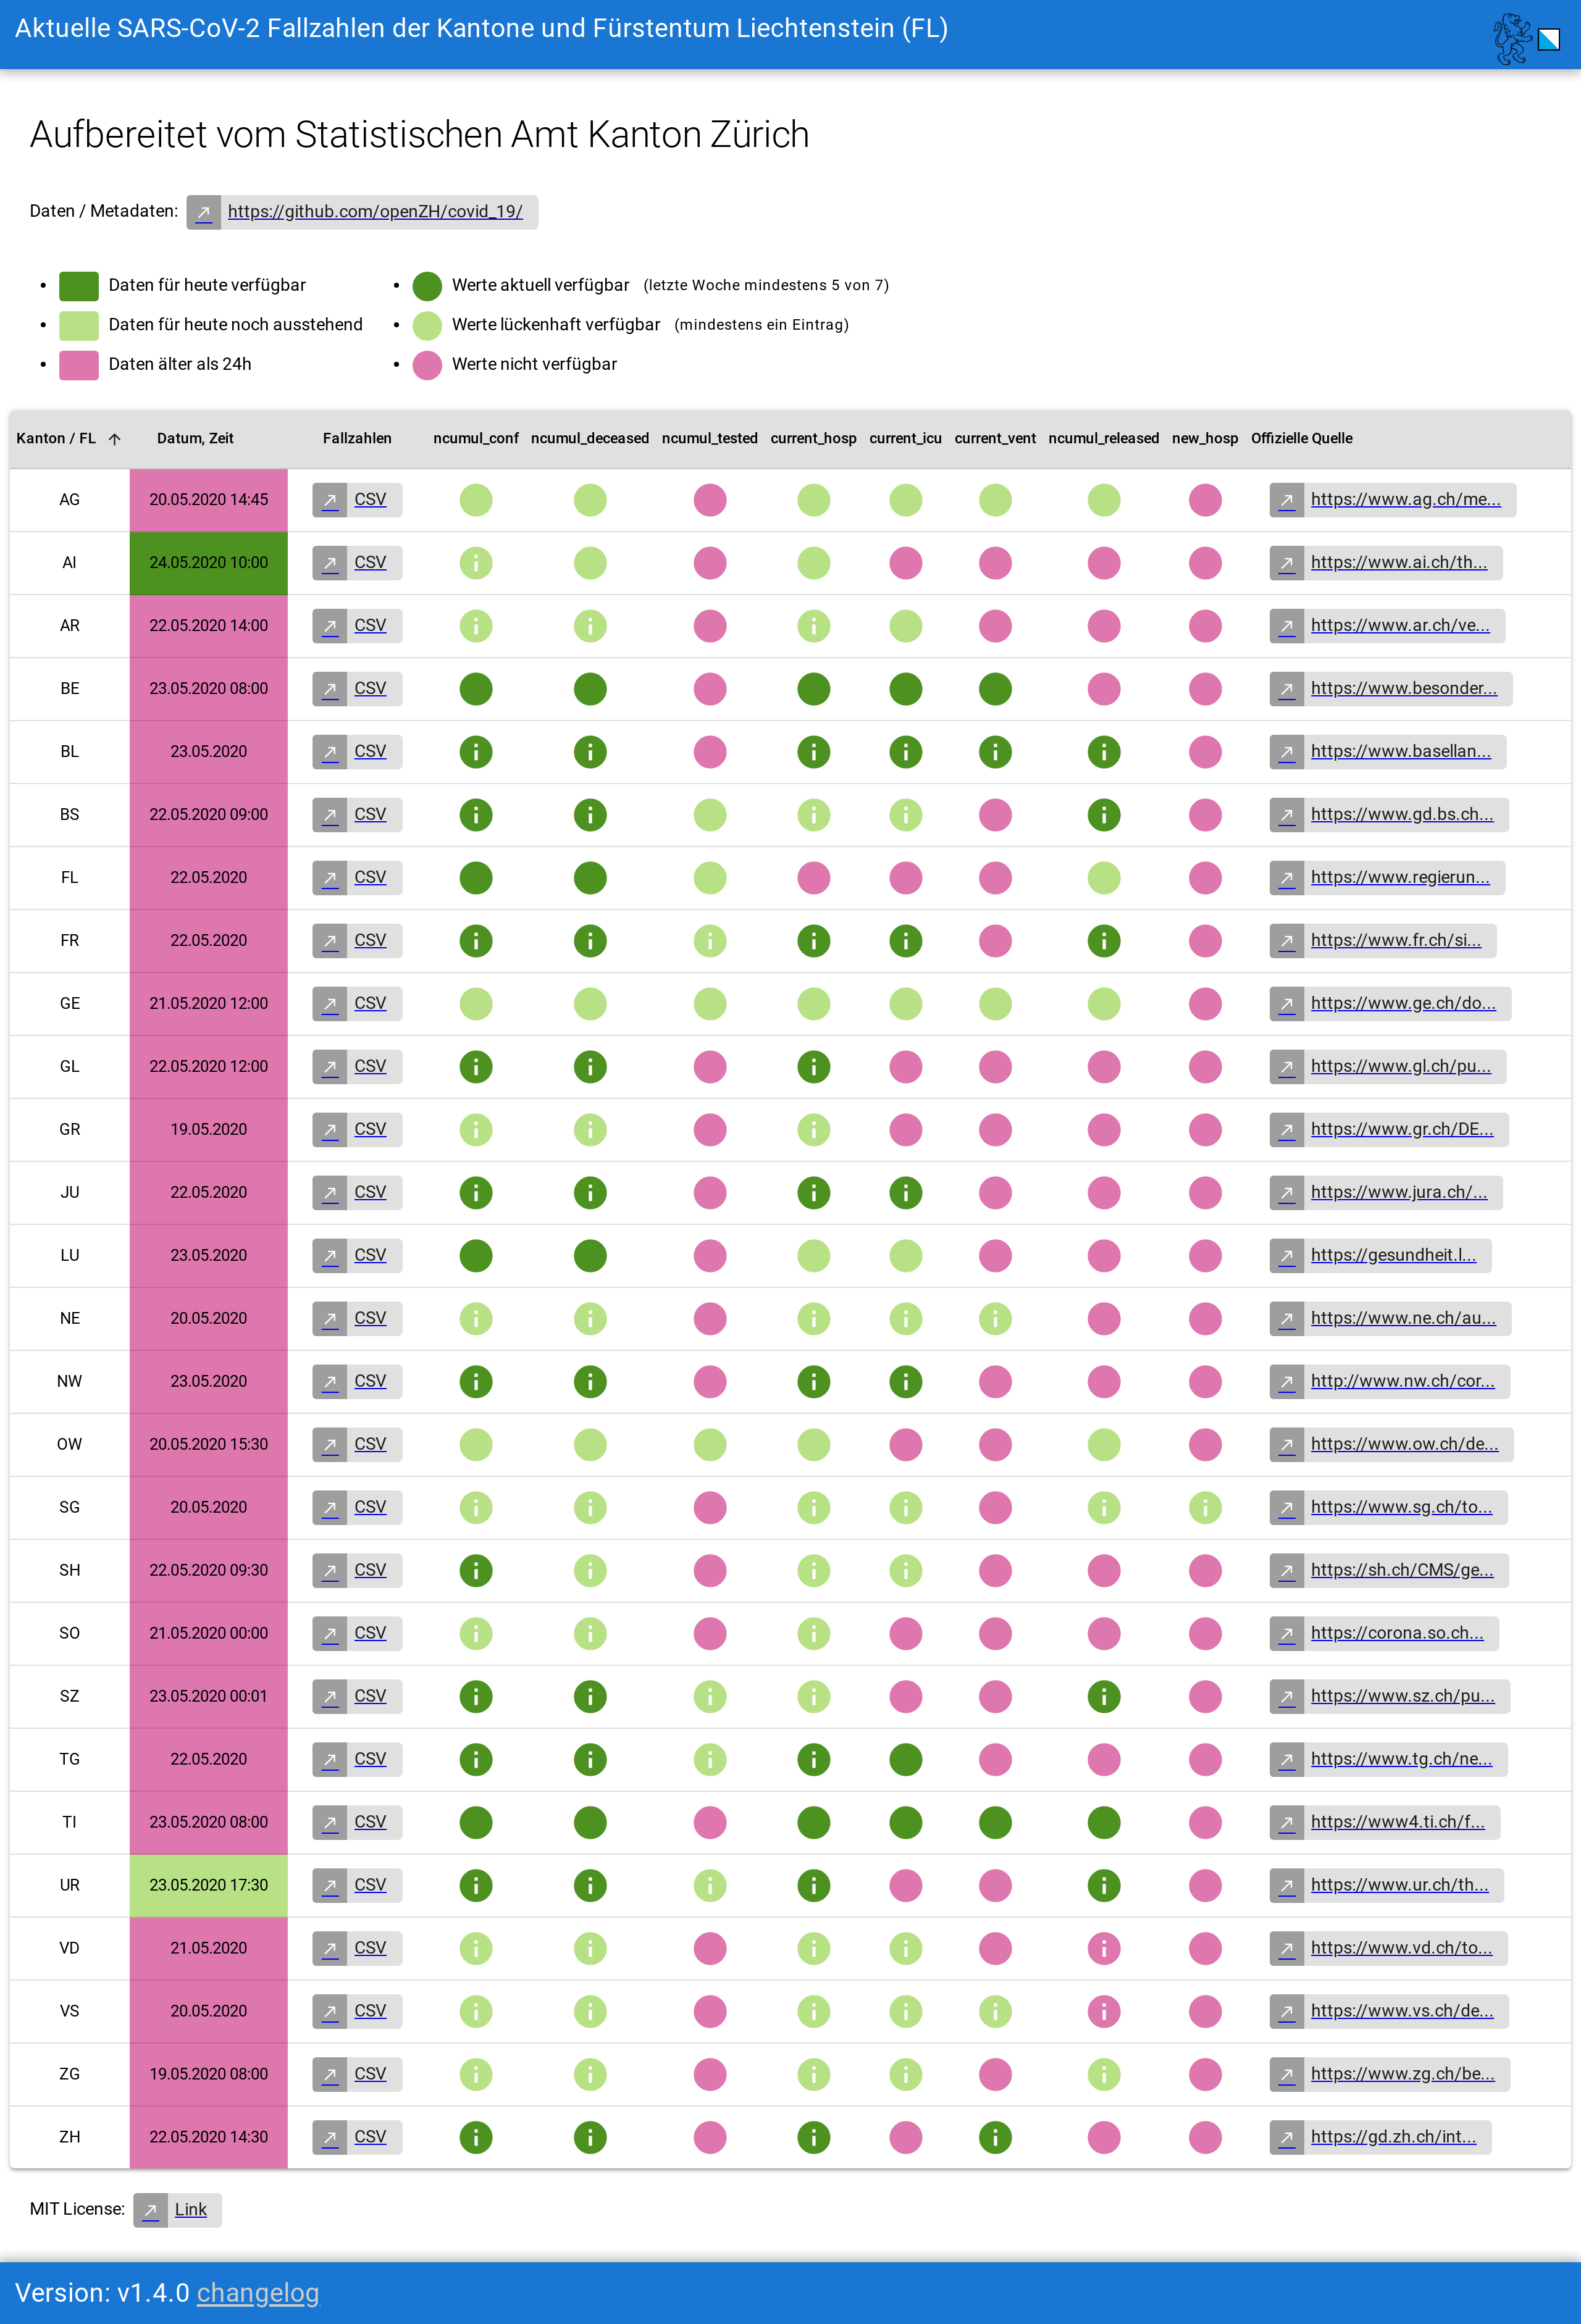 Aktuelle SARS-CoV-2 Fallzahlen der Kantone und Fürstentum Liechtenstein (FL)
Aufbereitet vom Statistischen Amt Kanton Zürich
Daten / Metadaten: https://github.com/openZH/covid_19/
Daten für heute verfügbar
Daten für heute noch ausstehend
Daten älter als 24h
Werte aktuell verfügbar (letzte Woche mindestens 5 von 7)
Werte lückenhaft verfügbar (mindestens ein Eintrag)
Werte nicht verfügbar
Kanton / FL Datum, Zeit Fallzahlen ncumul_conf ncumul_deceased ncumul_tested current_hosp current_icu current_vent ncumul_released new_hosp Offizielle Quelle
AG 20.05.2020 14:45 CSV https://www.ag.ch/me...
AI 24.05.2020 10:00 CSV https://www.ai.ch/th...
AR 22.05.2020 14:00 CSV https://www.ar.ch/ve...
BE 23.05.2020 08:00 CSV https://www.besonder...
BL 23.05.2020 CSV https://www.basellan...
BS 22.05.2020 09:00 CSV https://www.gd.bs.ch...
FL 22.05.2020 CSV https://www.regierun...
FR 22.05.2020 CSV https://www.fr.ch/si...
GE 21.05.2020 12:00 CSV https://www.ge.ch/do...
GL 22.05.2020 12:00 CSV https://www.gl.ch/pu...
GR 19.05.2020 CSV https://www.gr.ch/DE...
JU 22.05.2020 CSV https://www.jura.ch/...
LU 23.05.2020 CSV https://gesundheit.l...
NE 20.05.2020 CSV https://www.ne.ch/au...
NW 23.05.2020 CSV http://www.nw.ch/cor...
OW 20.05.2020 15:30 CSV https://www.ow.ch/de...
SG 20.05.2020 CSV https://www.sg.ch/to...
SH 22.05.2020 09:30 CSV https://sh.ch/CMS/ge...
SO 21.05.2020 00:00 CSV https://corona.so.ch...
SZ 23.05.2020 00:01 CSV https://www.sz.ch/pu...
TG 22.05.2020 CSV https://www.tg.ch/ne...
TI 23.05.2020 08:00 CSV https://www4.ti.ch/f...
UR 23.05.2020 17:30 CSV https://www.ur.ch/th...
VD 21.05.2020 CSV https://www.vd.ch/to...
VS 20.05.2020 CSV https://www.vs.ch/de...
ZG 19.05.2020 08:00 CSV https://www.zg.ch/be...
ZH 22.05.2020 14:30 CSV https://gd.zh.ch/int...
MIT License: Link
Version: v1.4.0 changelog